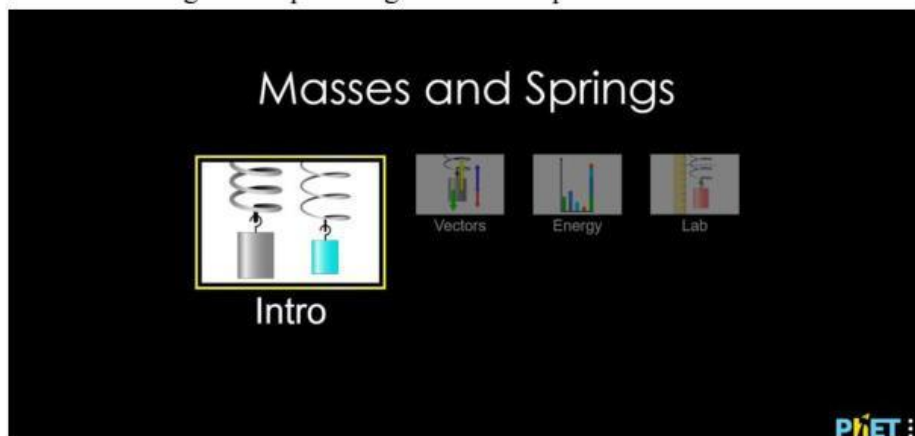 Masses and Springs
Intro
Vectors
Energy
Lab
PhET